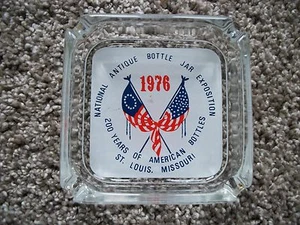 NATIONAL ANTIQUE BOTTLE JAR EXPOSITION
1976
200 YEARS OF AMERICAN BOTTLES
ST. LOUIS, MISSOURI